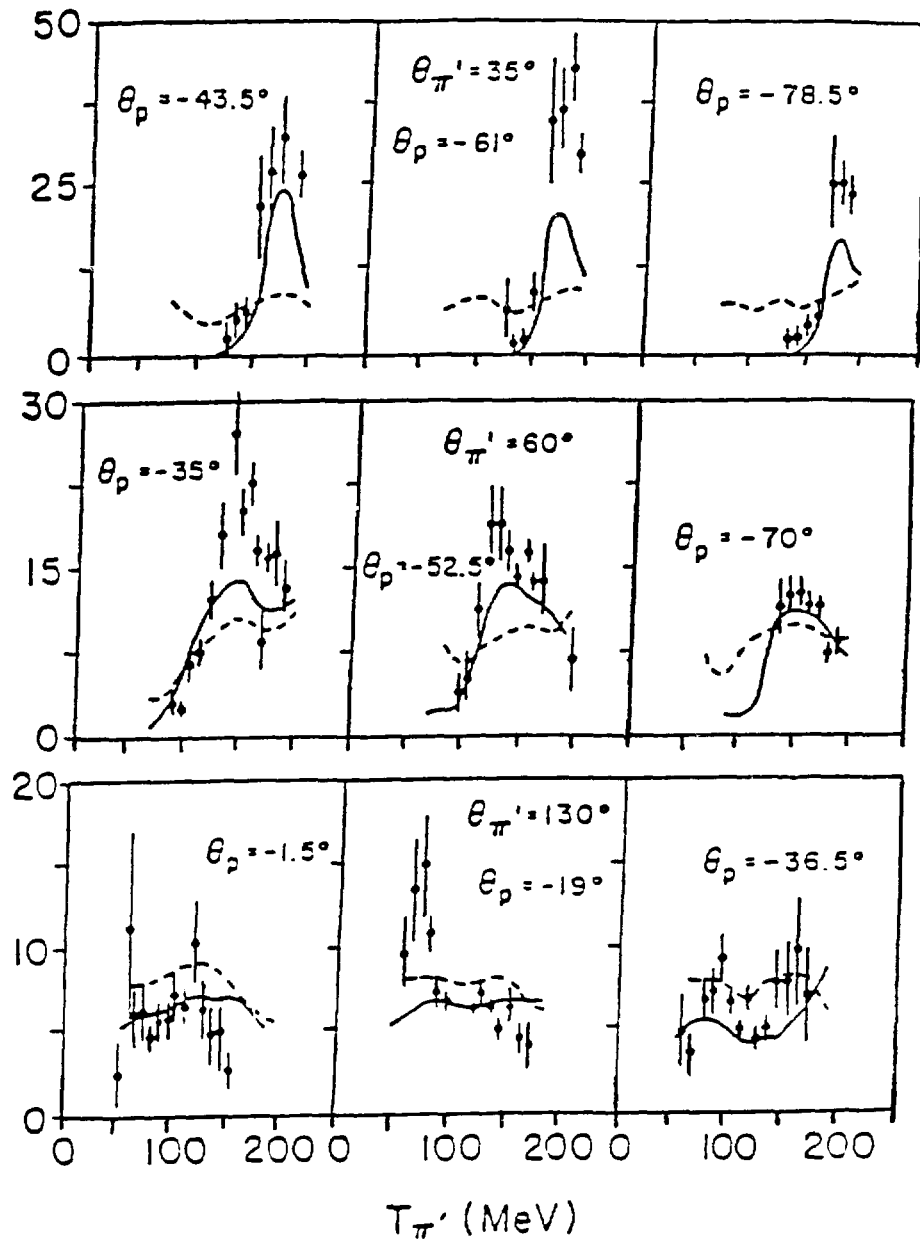 50
θπ' = 35°
θp = -43.5°
θp = -61°
θp = -78.5°
25
0
30
θπ' = 60°
θp = -35°
θp = -52.5
θp = -70°
15
0
20
θπ' = 130°
θp = -1.5°
θp = -19°
θp = -36.5°
10
0
0 100 200 0 100 200 0 100 200
Tπ' (MeV)